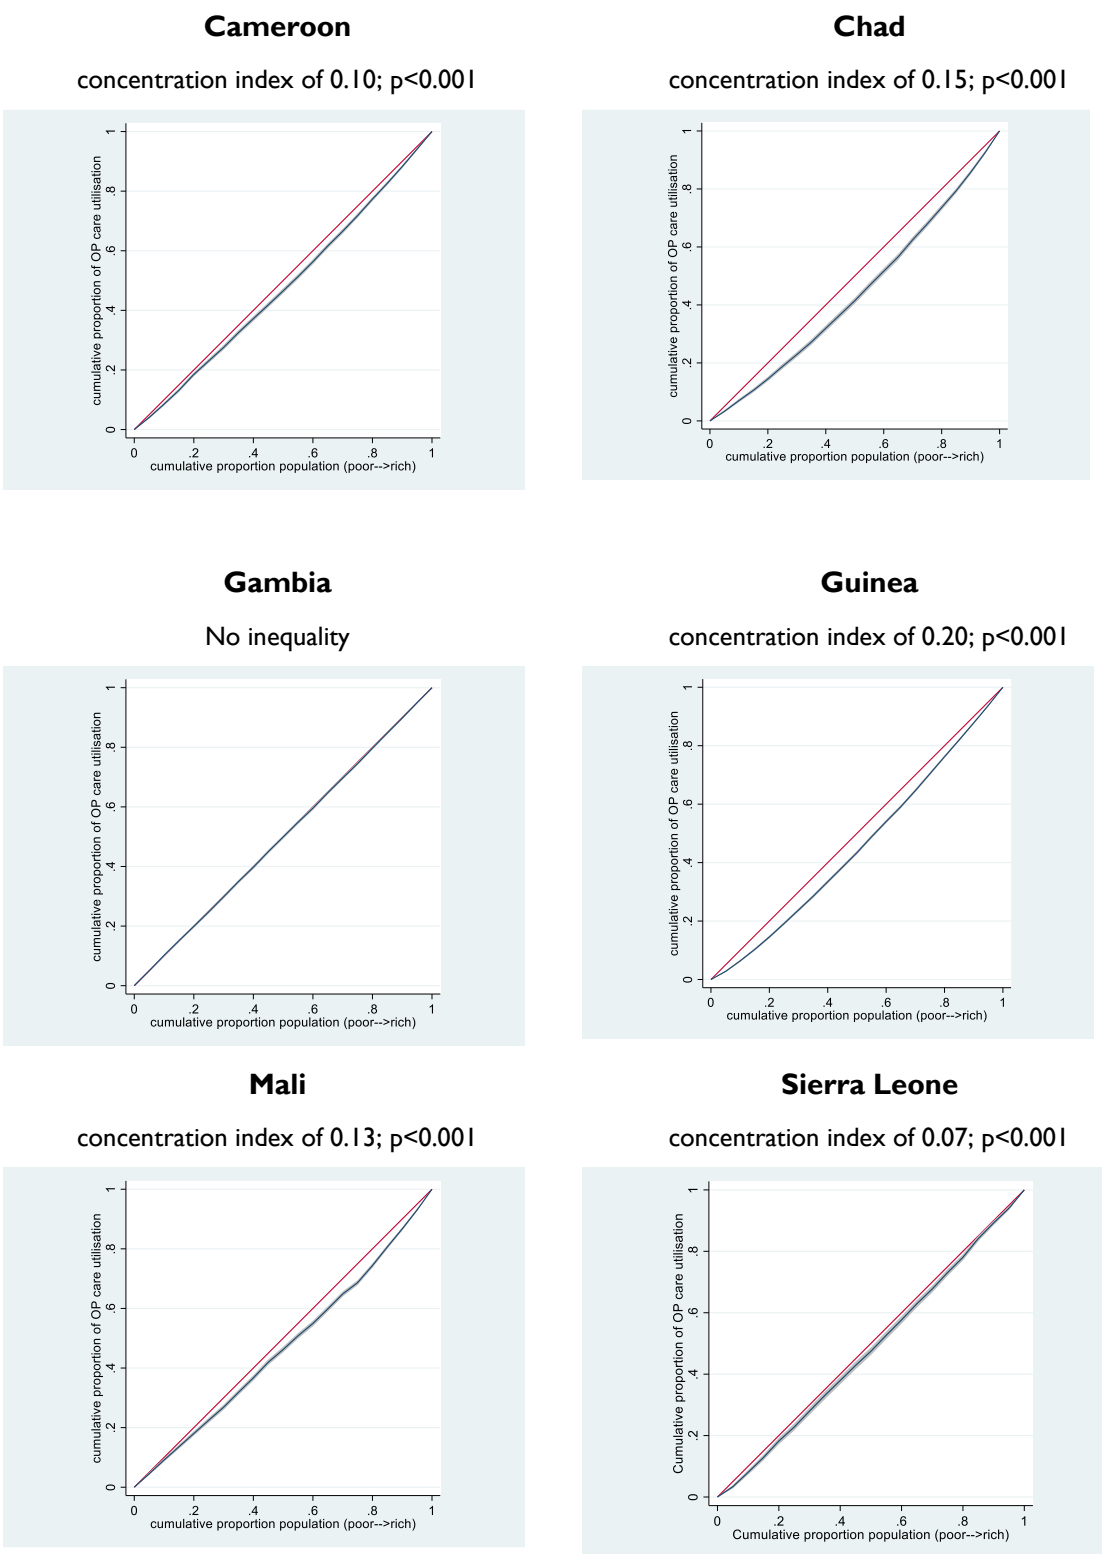 Cameroon
concentration index of 0.10; p<0.001
cumulative proportion of OP care utilisation
1
.8
.6
.4
.2
0
0 .2 .4 .6 .8 1
cumulative proportion population (poor-->rich)
Chad
concentration index of 0.15; p<0.001
cumulative proportion of OP care utilisation
1
.8
.6
.4
.2
0
0 .2 .4 .6 .8 1
cumulative proportion population (poor-->rich)
Gambia
No inequality
cumulative proportion of OP care utilisation
1
.8
.6
.4
.2
0
0 .2 .4 .6 .8 1
cumulative proportion population (poor-->rich)
Guinea
concentration index of 0.20; p<0.001
cumulative proportion of OP care utilisation
1
.8
.6
.4
.2
0
0 .2 .4 .6 .8 1
cumulative proportion population (poor-->rich)
Mali
concentration index of 0.13; p<0.001
cumulative proportion of OP care utilisation
1
.8
.6
.4
.2
0
0 .2 .4 .6 .8 1
cumulative proportion population (poor-->rich)
Sierra Leone
concentration index of 0.07; p<0.001
Cumulative proportion of OP care utilisation
1
.8
.6
.4
.2
0
0 .2 .4 .6 .8 1
Cumulative proportion population (poor-->rich)